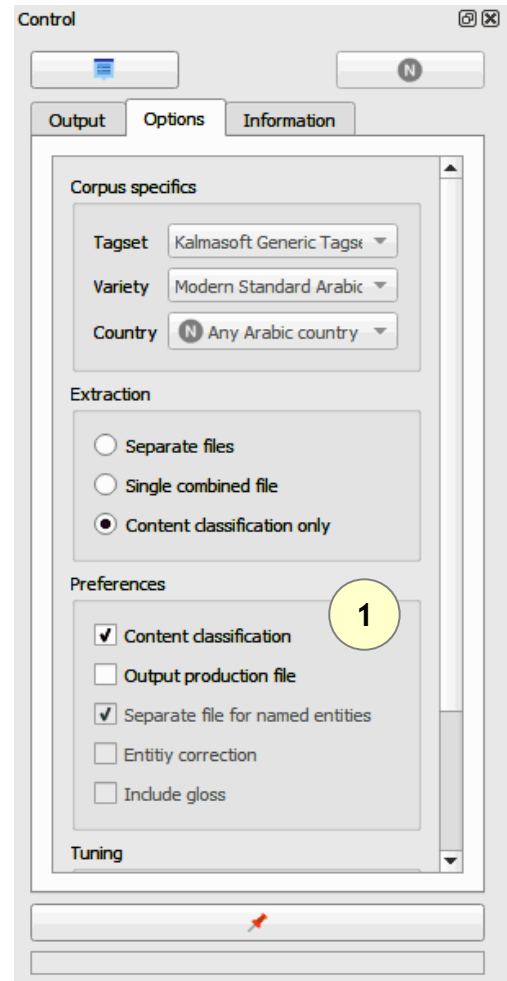 Control
N
Output Options Information
Corpus specifics
Tagset Kalmasoft Generic Tagse
Variety Modern Standard Arabic
Country N Any Arabic country
Extraction
Separate files
Single combined file
Content classification only
Preferences
1
Content classification
Output production file
Separate file for named entities
Entitiy correction
Include gloss
Tuning